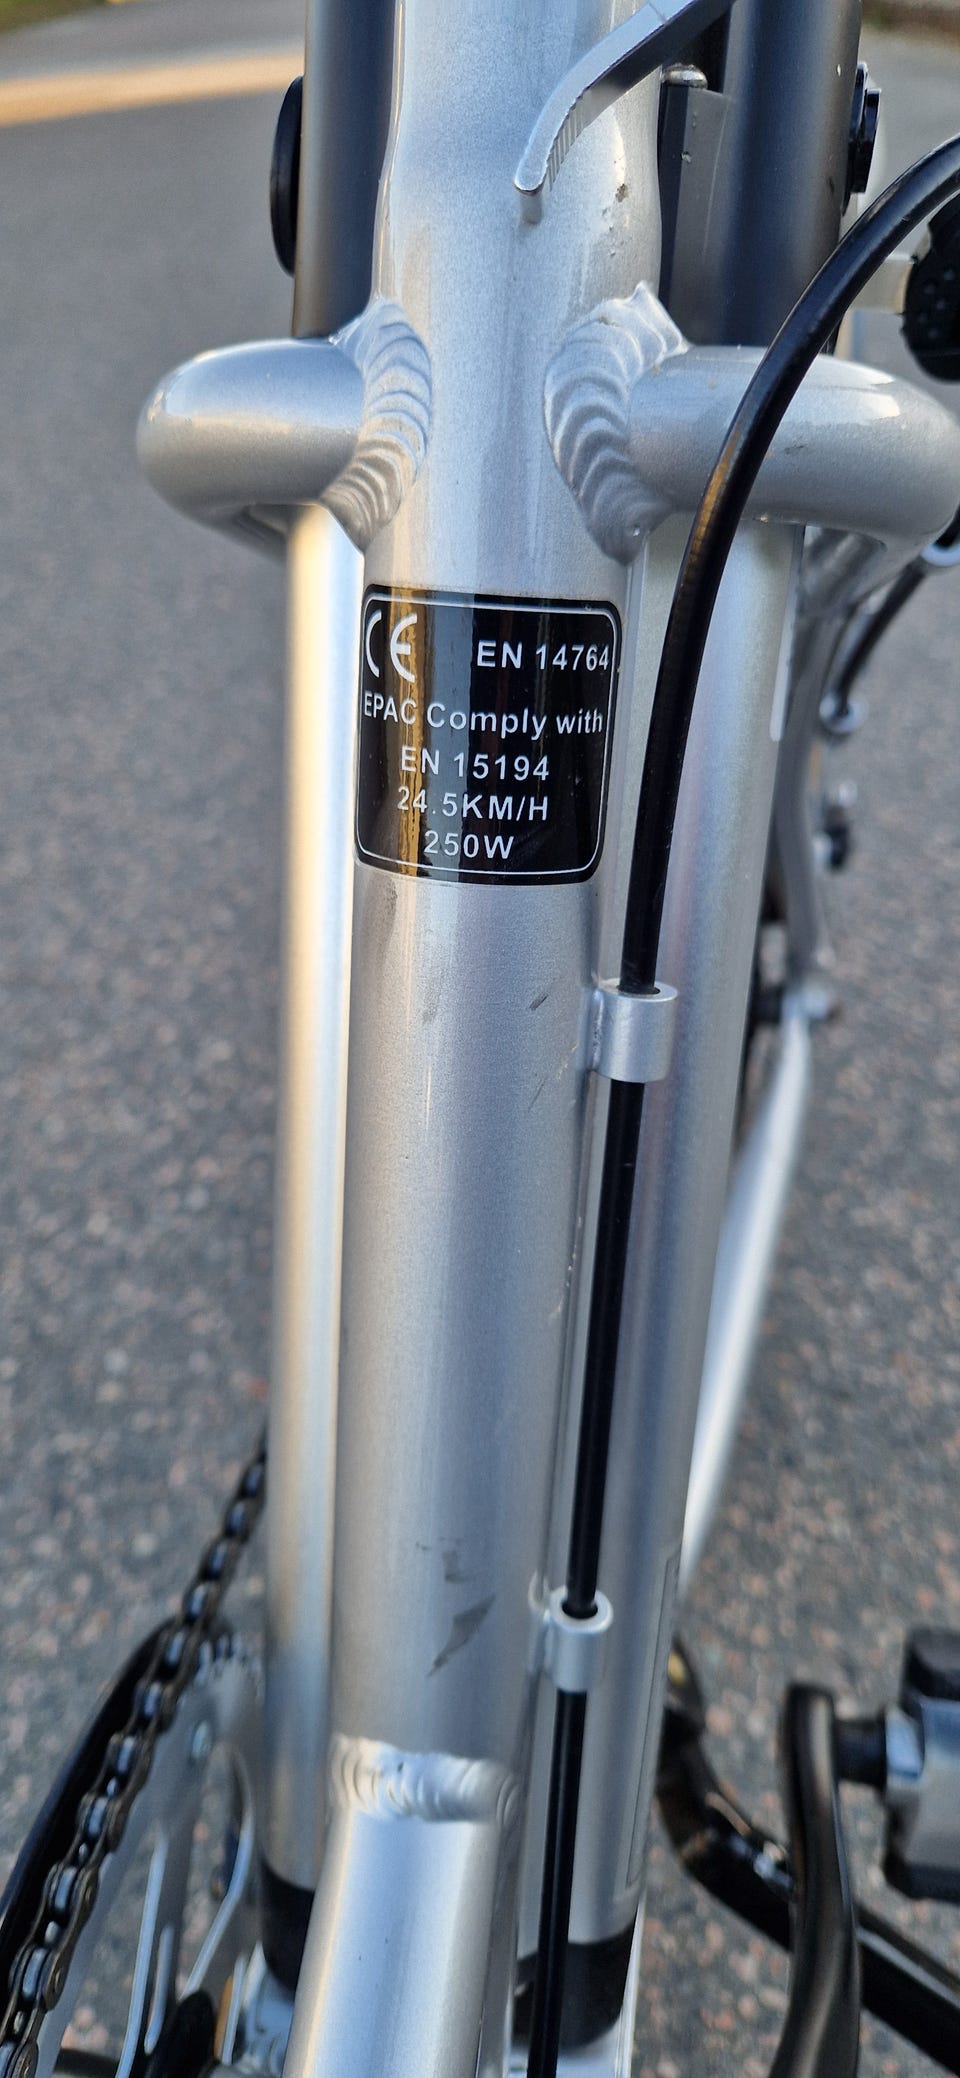 CE EN 14764
EPAC Comply with
EN 15194
24.5KM/H
250W